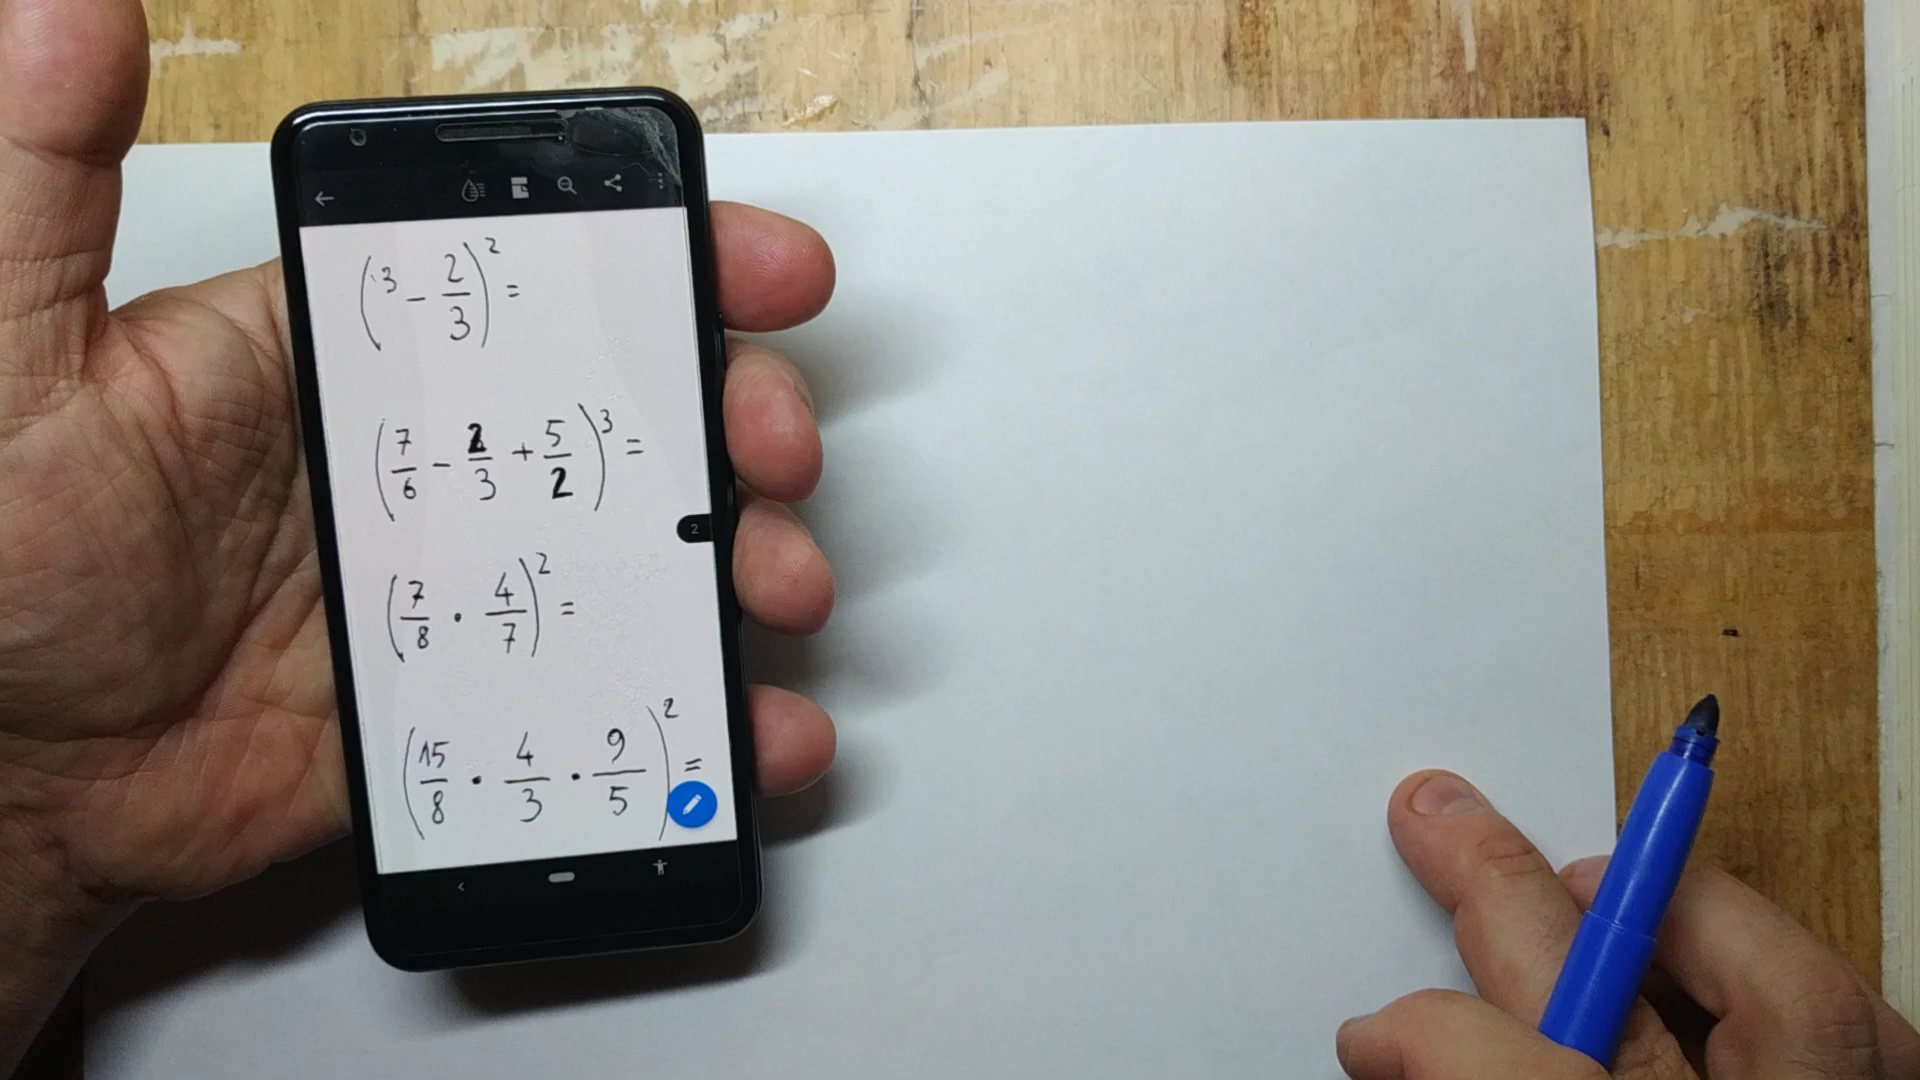 (3 - 2/3)² =
(7/6 - 2/3 + 5/2)³ =
2
(7/8 · 4/7)² =
(15/8 · 4/3 · 9/5)² =